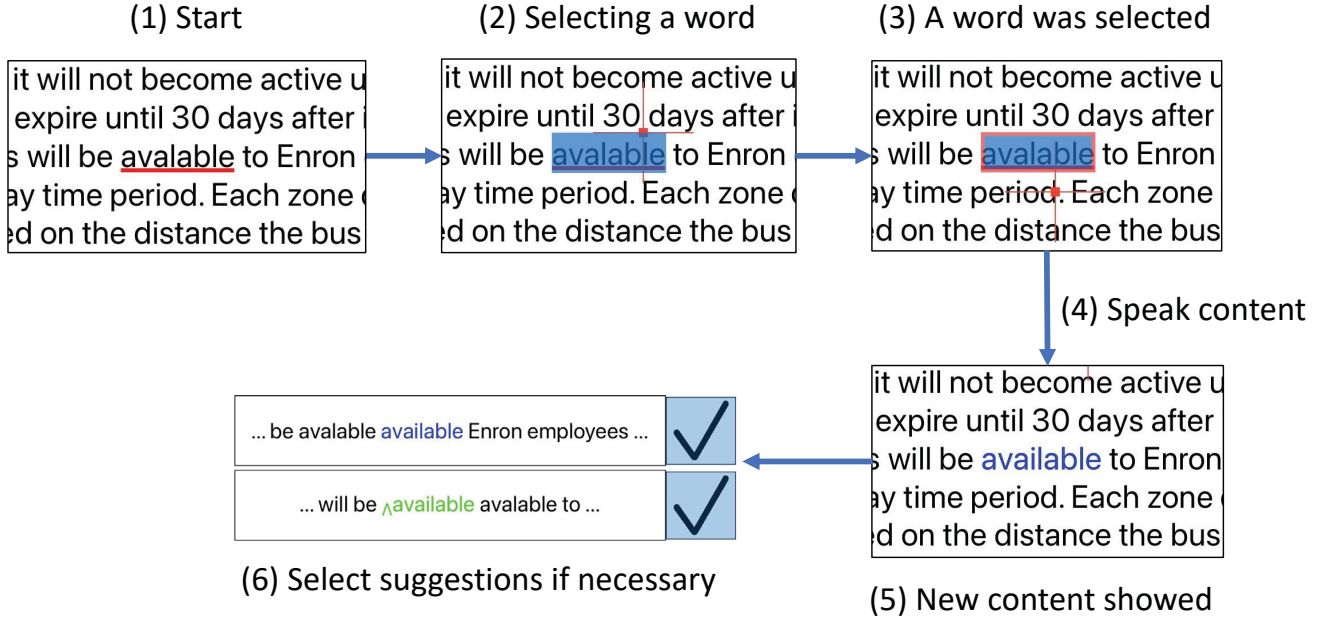 (1) Start
(2) Selecting a word
(3) A word was selected
it will not become active u
expire until 30 days after i
s will be avalable to Enron
ay time period. Each zone
ed on the distance the bus
it will not become active u
expire until 30 days after i
s will be avalable to Enron
ay time period. Each zone
ed on the distance the bus
it will not become active u
expire until 30 days after
s will be avalable to Enron
ay time period. Each zone
ed on the distance the bus
(4) Speak content
it will not become active u
expire until 30 days after
s will be available to Enron
ay time period. Each zone
ed on the distance the bus
(5) New content showed
... be avalable available Enron employees ...
... will be ^available avalable to ...
(6) Select suggestions if necessary